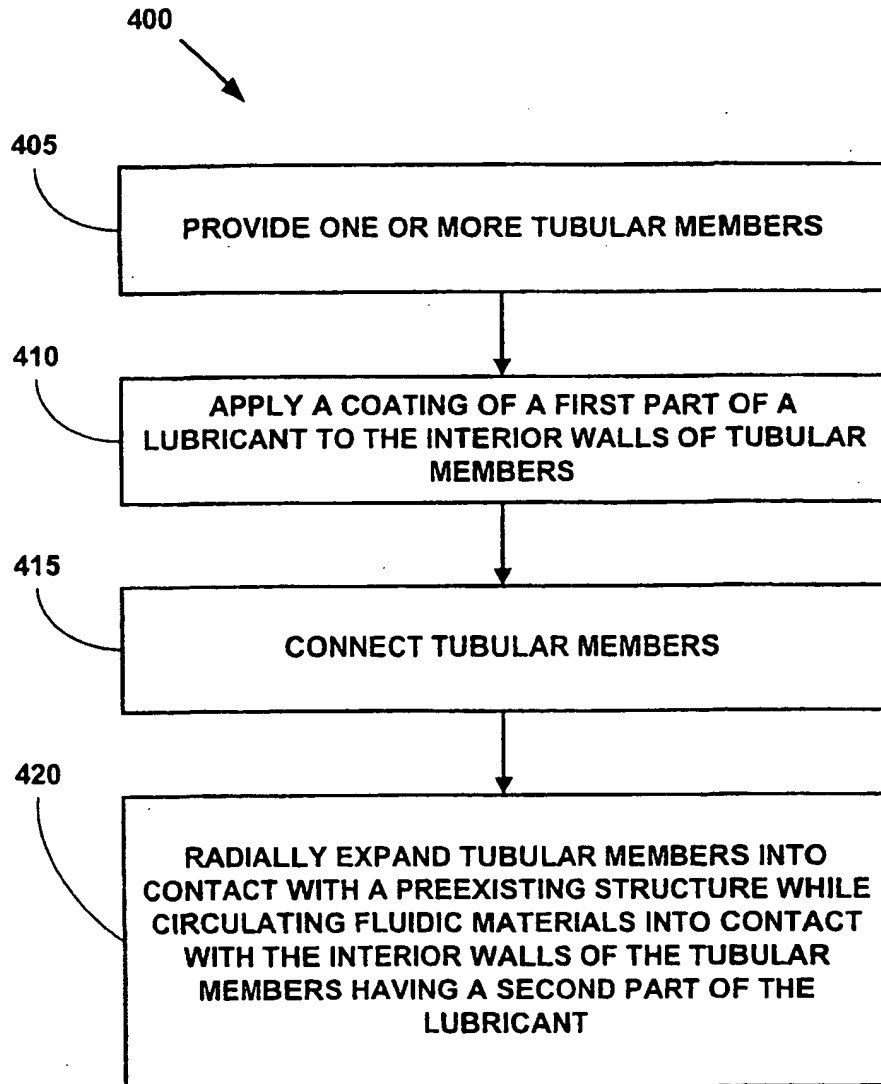 400
405
PROVIDE ONE OR MORE TUBULAR MEMBERS
410
APPLY A COATING OF A FIRST PART OF A
LUBRICANT TO THE INTERIOR WALLS OF TUBULAR
MEMBERS
415
CONNECT TUBULAR MEMBERS
420
RADIALLY EXPAND TUBULAR MEMBERS INTO
CONTACT WITH A PREEXISTING STRUCTURE WHILE
CIRCULATING FLUIDIC MATERIALS INTO CONTACT
WITH THE INTERIOR WALLS OF THE TUBULAR
MEMBERS HAVING A SECOND PART OF THE
LUBRICANT